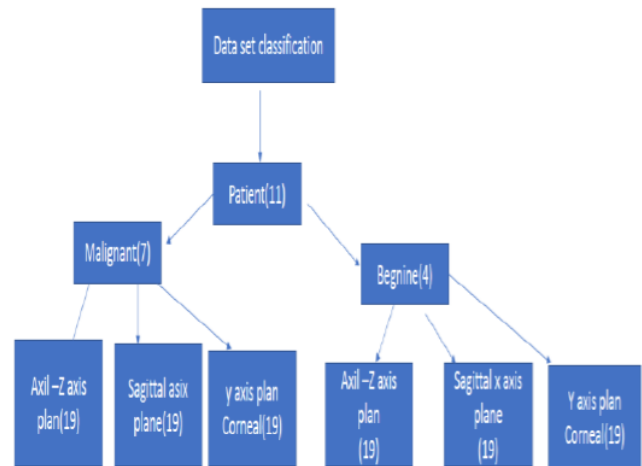 Data set classification
Patient(11)
Malignant(7)
Begnine(4)
Axil –Z axis
plan(19)
Sagittal asix
plane(19)
y axis plan
Corneal(19)
Axil –Z axis
plan
(19)
Sagittal x axis
plane
(19)
Y axis plan
Corneal(19)